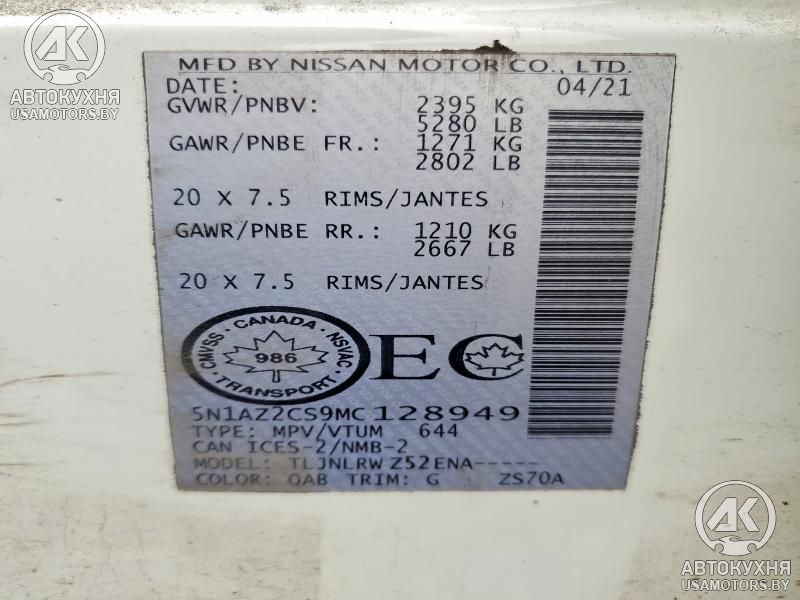 AK
АВТОКУХНЯ
USAMOTORS.BY
MFD BY NISSAN MOTOR CO., LTD.
DATE: 04/21
GVWR/PNBV: 2395 KG
5280 LB
GAWR/PNBE FR.: 1271 KG
2802 LB
20 X 7.5 RIMS/JANTES
GAWR/PNBE RR.: 1210 KG
2667 LB
20 X 7.5 RIMS/JANTES
CMVSS · CANADA · NSVAC
986
TRANSPORT
EC
5N1AZ2CS9MC128949
TYPE: MPV/VTUM 644
CAN ICES-2/NMB-2
MODEL: TLJNLRW Z52ENA-----
COLOR: QAB TRIM: G ZS70A
AK
АВТОКУХНЯ
USAMOTORS.BY